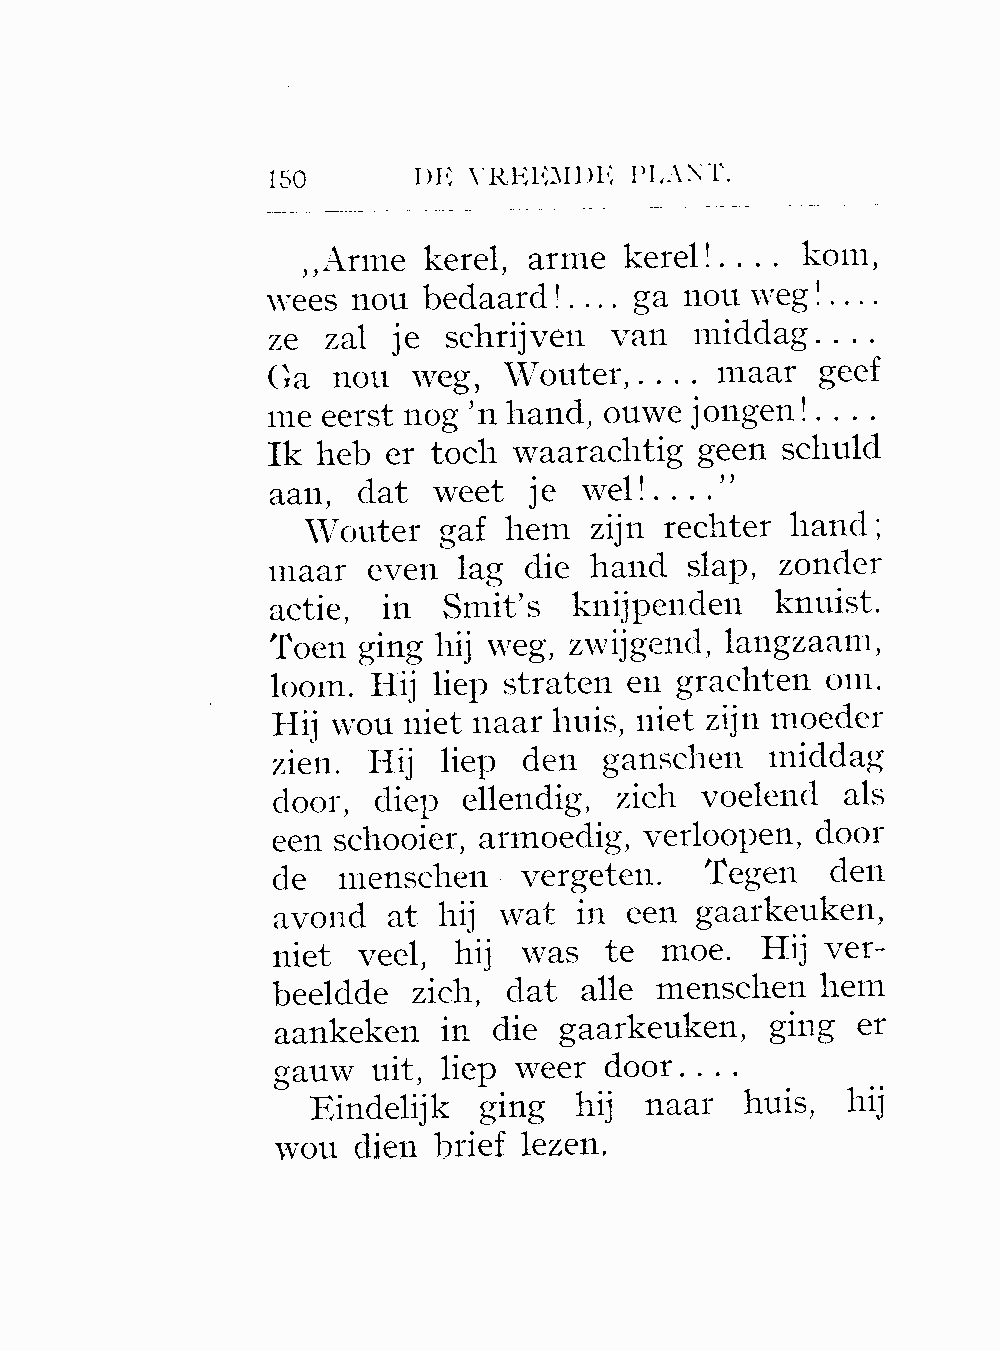 150 DE VREEMDE PLANT.
„Arme kerel, arme kerel!.... kom,
wees nou bedaard!.... ga nou weg!....
ze zal je schrijven van middag....
Ga nou weg, Wouter,.... maar geef
me eerst nog 'n hand, ouwe jongen!....
Ik heb er toch waarachtig geen schuld
aan, dat weet je wel!....”
Wouter gaf hem zijn rechter hand;
maar even lag die hand slap, zonder
actie, in Smit's knijpenden knuist.
Toen ging hij weg, zwijgend, langzaam,
loom. Hij liep straten en grachten om.
Hij wou niet naar huis, niet zijn moeder
zien. Hij liep den ganschen middag
door, diep ellendig, zich voelend als
een schooier, armoedig, verloopen, door
de menschen vergeten. Tegen den
avond at hij wat in een gaarkeuken,
niet veel, hij was te moe. Hij ver-
beeldde zich, dat alle menschen hem
aankeken in die gaarkeuken, ging er
gauw uit, liep weer door....
Eindelijk ging hij naar huis, hij
wou dien brief lezen.